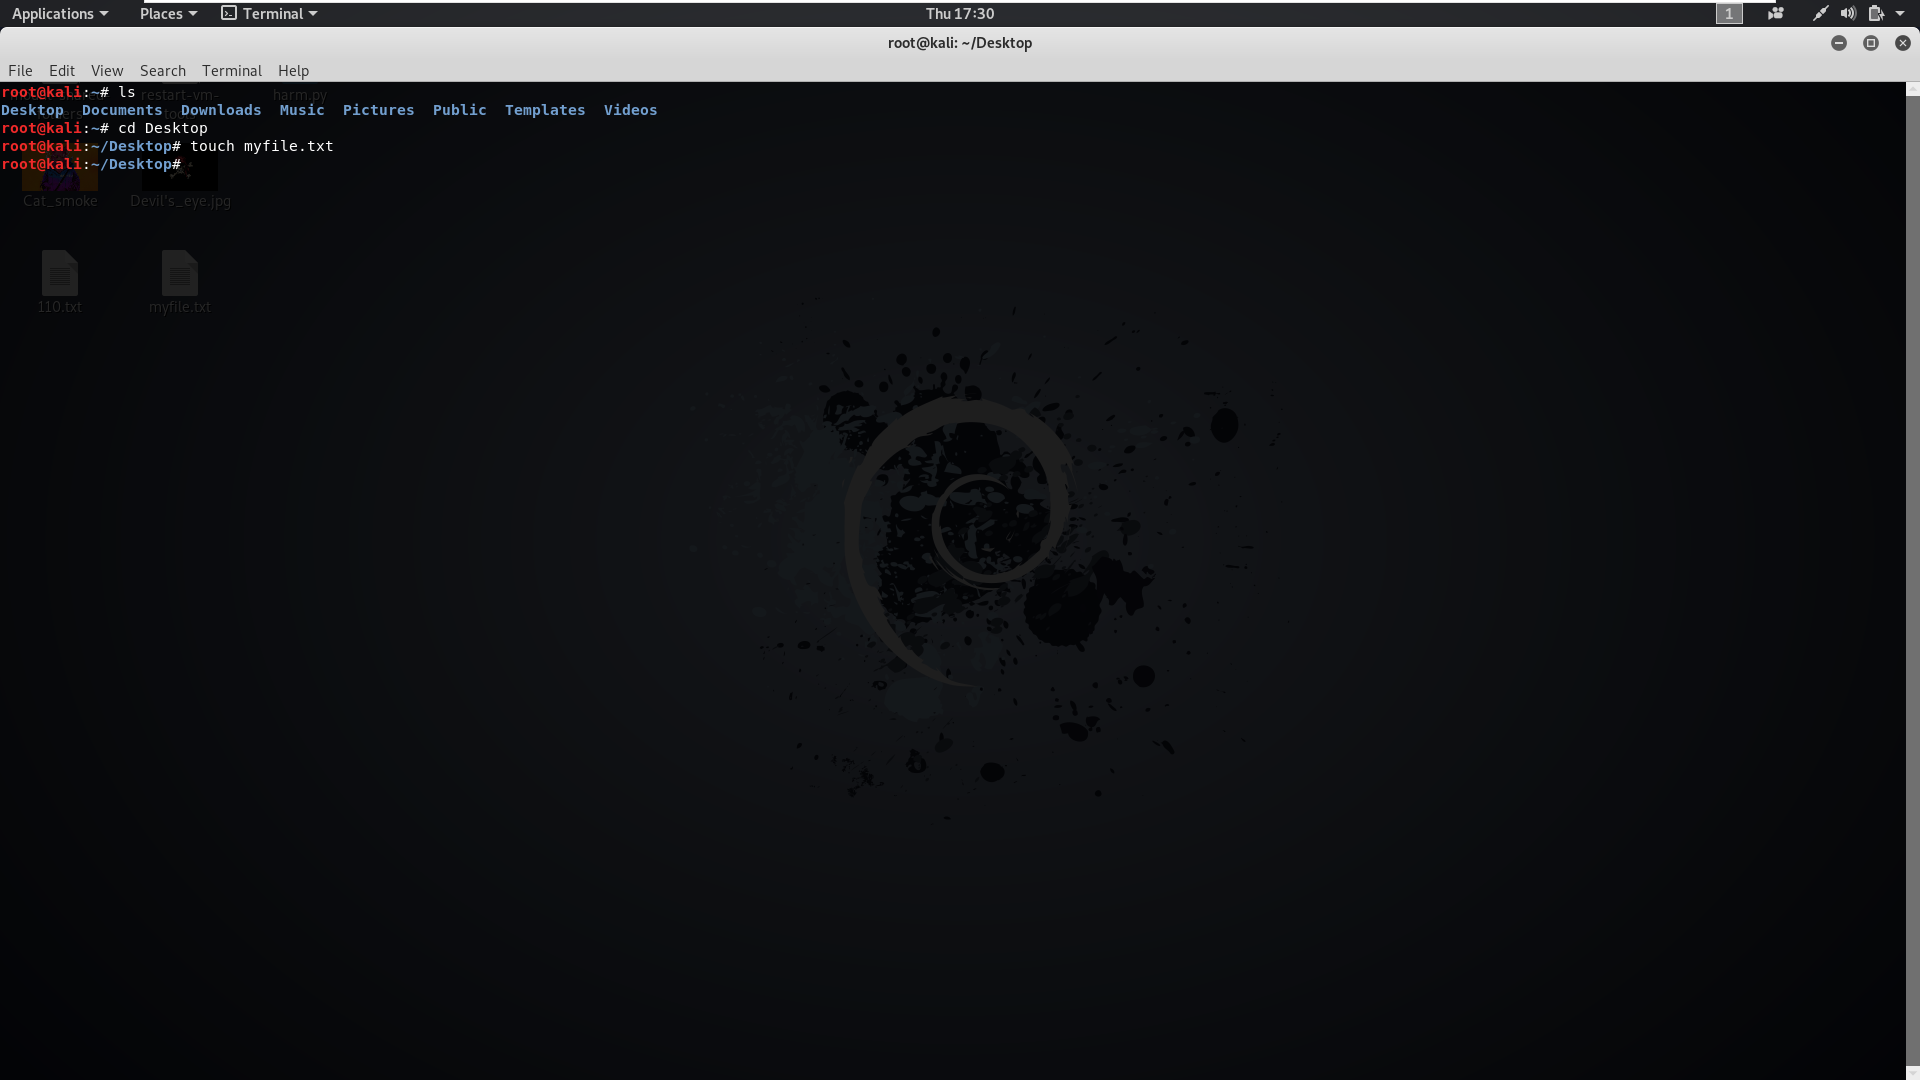 Applications Places Terminal Thu 17:30 1
root@kali: ~/Desktop
File Edit View Search Terminal Help
root@kali:~# ls
Desktop Documents Downloads Music Pictures Public Templates Videos
root@kali:~# cd Desktop
root@kali:~/Desktop# touch myfile.txt
root@kali:~/Desktop#
restart-vm- harm.py
Cat_smoke Devil's_eye.jpg
110.txt myfile.txt